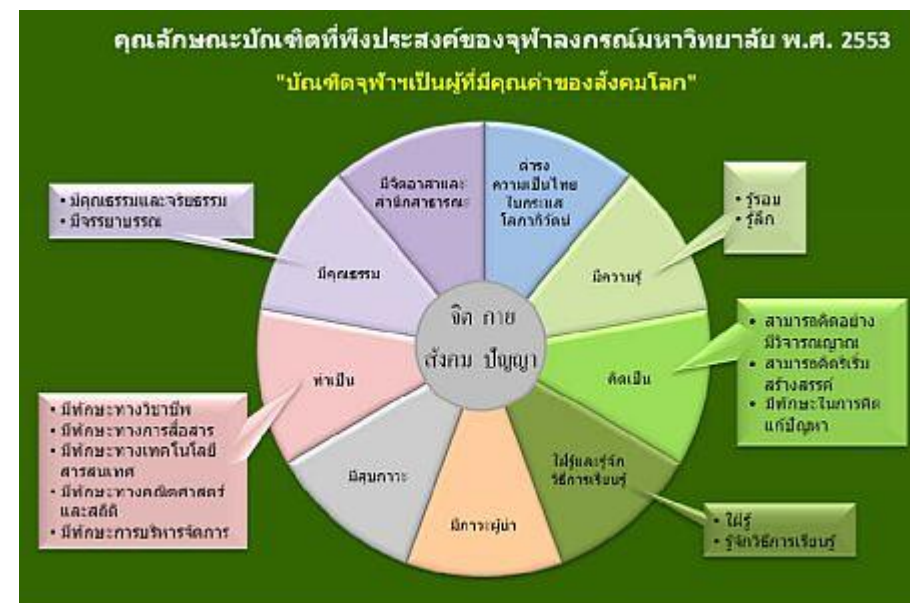 คุณลักษณะบัณฑิตที่พึงประสงค์ของจุฬาลงกรณ์มหาวิทยาลัย พ.ศ. 2553
"บัณฑิตจุฬาฯเป็นผู้ที่มีคุณค่าของสังคมโลก"
มีจิตอาสาและ
สำนึกสาธารณะ
ดำรง
ความเป็นไทย
ในกระแส
โลกาภิวัตน์
• มีคุณธรรมและจริยธรรม
• มีจรรยาบรรณ
มีคุณธรรม
มีความรู้
• รู้รอบ
• รู้ลึก
จิต กาย
สังคม ปัญญา
ทำเป็น
คิดเป็น
• สามารถคิดอย่าง
มีวิจารณญาณ
• สามารถคิดริเริ่ม
สร้างสรรค์
• มีทักษะในการคิด
แก้ปัญหา
• มีทักษะทางวิชาชีพ
• มีทักษะทางการสื่อสาร
• มีทักษะทางเทคโนโลยี
สารสนเทศ
• มีทักษะทางคณิตศาสตร์
และสถิติ
• มีทักษะการบริหารจัดการ
มีสุขภาวะ
มีภาวะผู้นำ
ใฝ่รู้และรู้จัก
วิธีการเรียนรู้
• ใฝ่รู้
• รู้จักวิธีการเรียนรู้